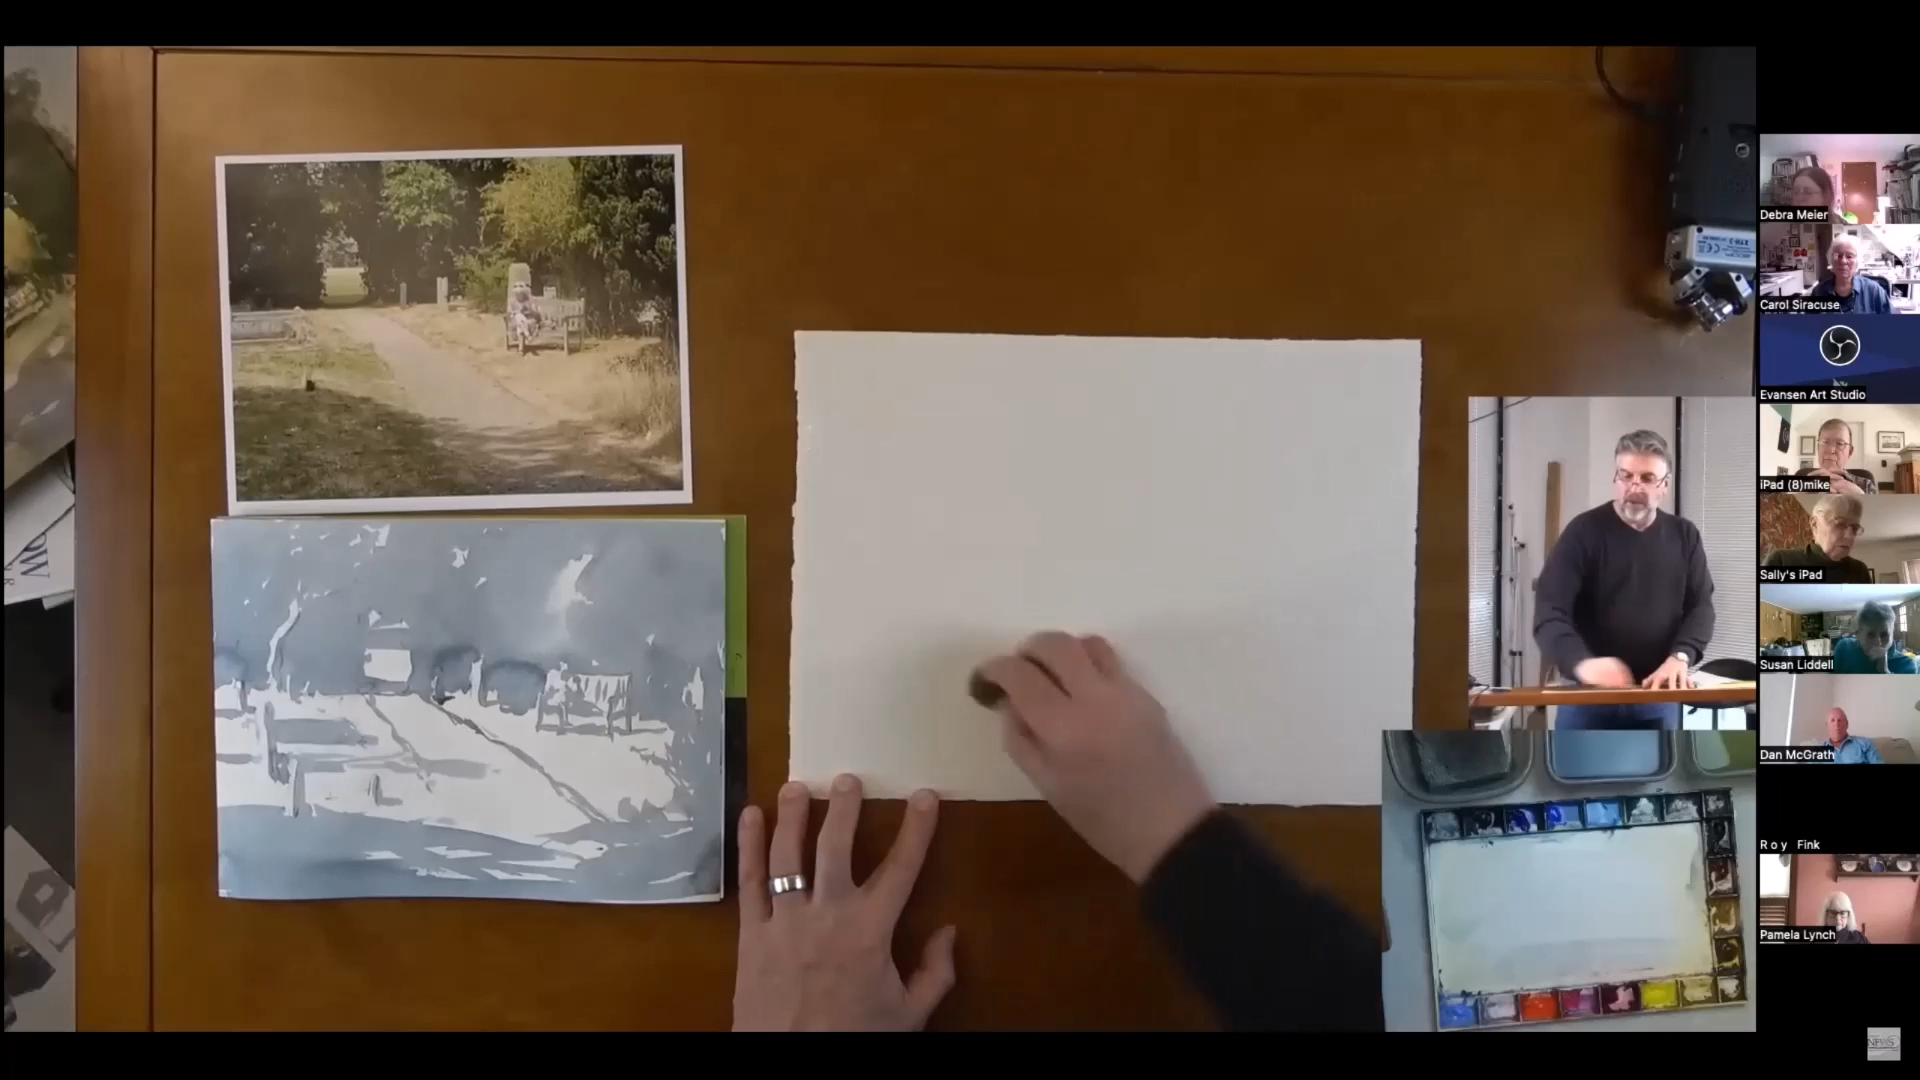 Debra Meier
Carol Siracuse
Evansen Art Studio
iPad (8)mike
Sally's iPad
Susan Liddell
Dan McGrath
Roy Fink
Pamela Lynch